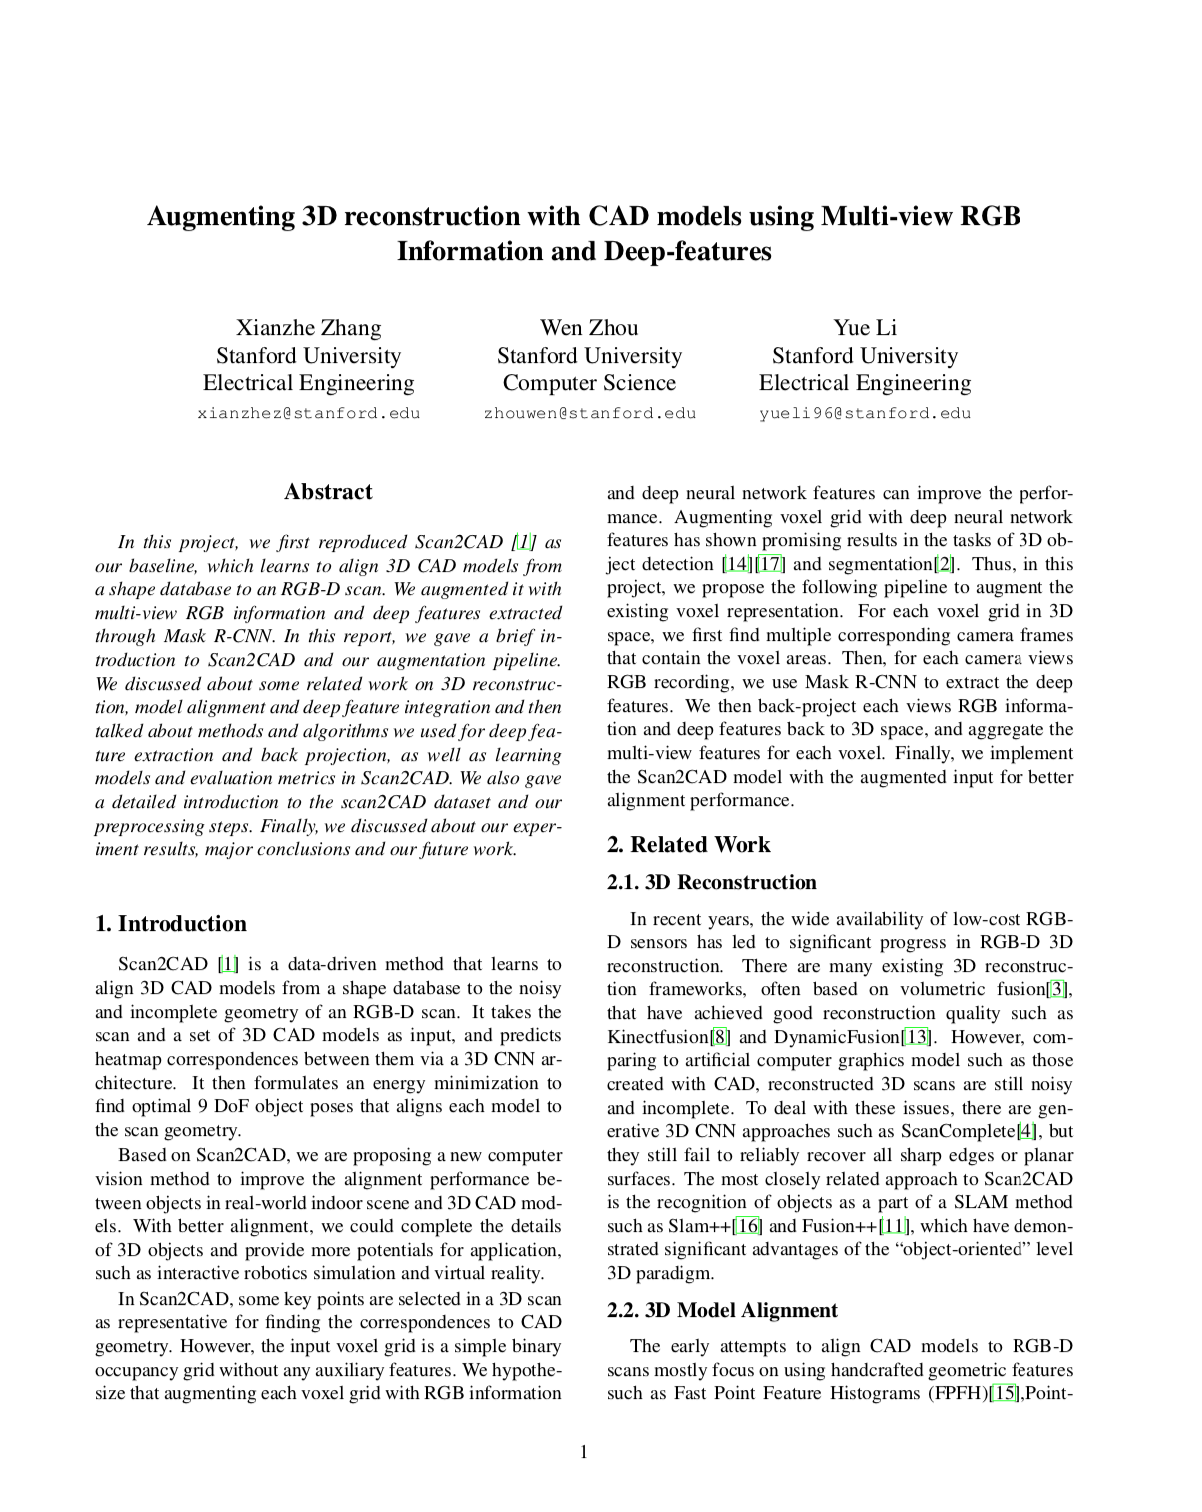 Augmenting 3D reconstruction with CAD models using Multi-view RGB
Information and Deep-features
Xianzhe Zhang
Stanford University
Electrical Engineering
xianzhez@stanford.edu
Wen Zhou
Stanford University
Computer Science
zhouwen@stanford.edu
Yue Li
Stanford University
Electrical Engineering
yueli96@stanford.edu
Abstract
In this project, we first reproduced Scan2CAD [1] as
our baseline, which learns to align 3D CAD models from
a shape database to an RGB-D scan. We augmented it with
multi-view RGB information and deep features extracted
through Mask R-CNN. In this report, we gave a brief in-
troduction to Scan2CAD and our augmentation pipeline.
We discussed about some related work on 3D reconstruc-
tion, model alignment and deep feature integration and then
talked about methods and algorithms we used for deep fea-
ture extraction and back projection, as well as learning
models and evaluation metrics in Scan2CAD. We also gave
a detailed introduction to the scan2CAD dataset and our
preprocessing steps. Finally, we discussed about our exper-
iment results, major conclusions and our future work.
1. Introduction
Scan2CAD [1] is a data-driven method that learns to
align 3D CAD models from a shape database to the noisy
and incomplete geometry of an RGB-D scan. It takes the
scan and a set of 3D CAD models as input, and predicts
heatmap correspondences between them via a 3D CNN ar-
chitecture. It then formulates an energy minimization to
find optimal 9 DoF object poses that aligns each model to
the scan geometry.
Based on Scan2CAD, we are proposing a new computer
vision method to improve the alignment performance be-
tween objects in real-world indoor scene and 3D CAD mod-
els. With better alignment, we could complete the details
of 3D objects and provide more potentials for application,
such as interactive robotics simulation and virtual reality.
In Scan2CAD, some key points are selected in a 3D scan
as representative for finding the correspondences to CAD
geometry. However, the input voxel grid is a simple binary
occupancy grid without any auxiliary features. We hypothe-
size that augmenting each voxel grid with RGB information
and deep neural network features can improve the perfor-
mance. Augmenting voxel grid with deep neural network
features has shown promising results in the tasks of 3D ob-
ject detection [14][17] and segmentation[2]. Thus, in this
project, we propose the following pipeline to augment the
existing voxel representation. For each voxel grid in 3D
space, we first find multiple corresponding camera frames
that contain the voxel areas. Then, for each camera views
RGB recording, we use Mask R-CNN to extract the deep
features. We then back-project each views RGB informa-
tion and deep features back to 3D space, and aggregate the
multi-view features for each voxel. Finally, we implement
the Scan2CAD model with the augmented input for better
alignment performance.
2. Related Work
2.1. 3D Reconstruction
In recent years, the wide availability of low-cost RGB-
D sensors has led to significant progress in RGB-D 3D
reconstruction. There are many existing 3D reconstruc-
tion frameworks, often based on volumetric fusion[3],
that have achieved good reconstruction quality such as
Kinectfusion[8] and DynamicFusion[13]. However, com-
paring to artificial computer graphics model such as those
created with CAD, reconstructed 3D scans are still noisy
and incomplete. To deal with these issues, there are gen-
erative 3D CNN approaches such as ScanComplete[4], but
they still fail to reliably recover all sharp edges or planar
surfaces. The most closely related approach to Scan2CAD
is the recognition of objects as a part of a SLAM method
such as Slam++[16] and Fusion++[11], which have demon-
strated significant advantages of the “object-oriented” level
3D paradigm.
2.2. 3D Model Alignment
The early attempts to align CAD models to RGB-D
scans mostly focus on using handcrafted geometric features
such as Fast Point Feature Histograms (FPFH)[15],Point-
1